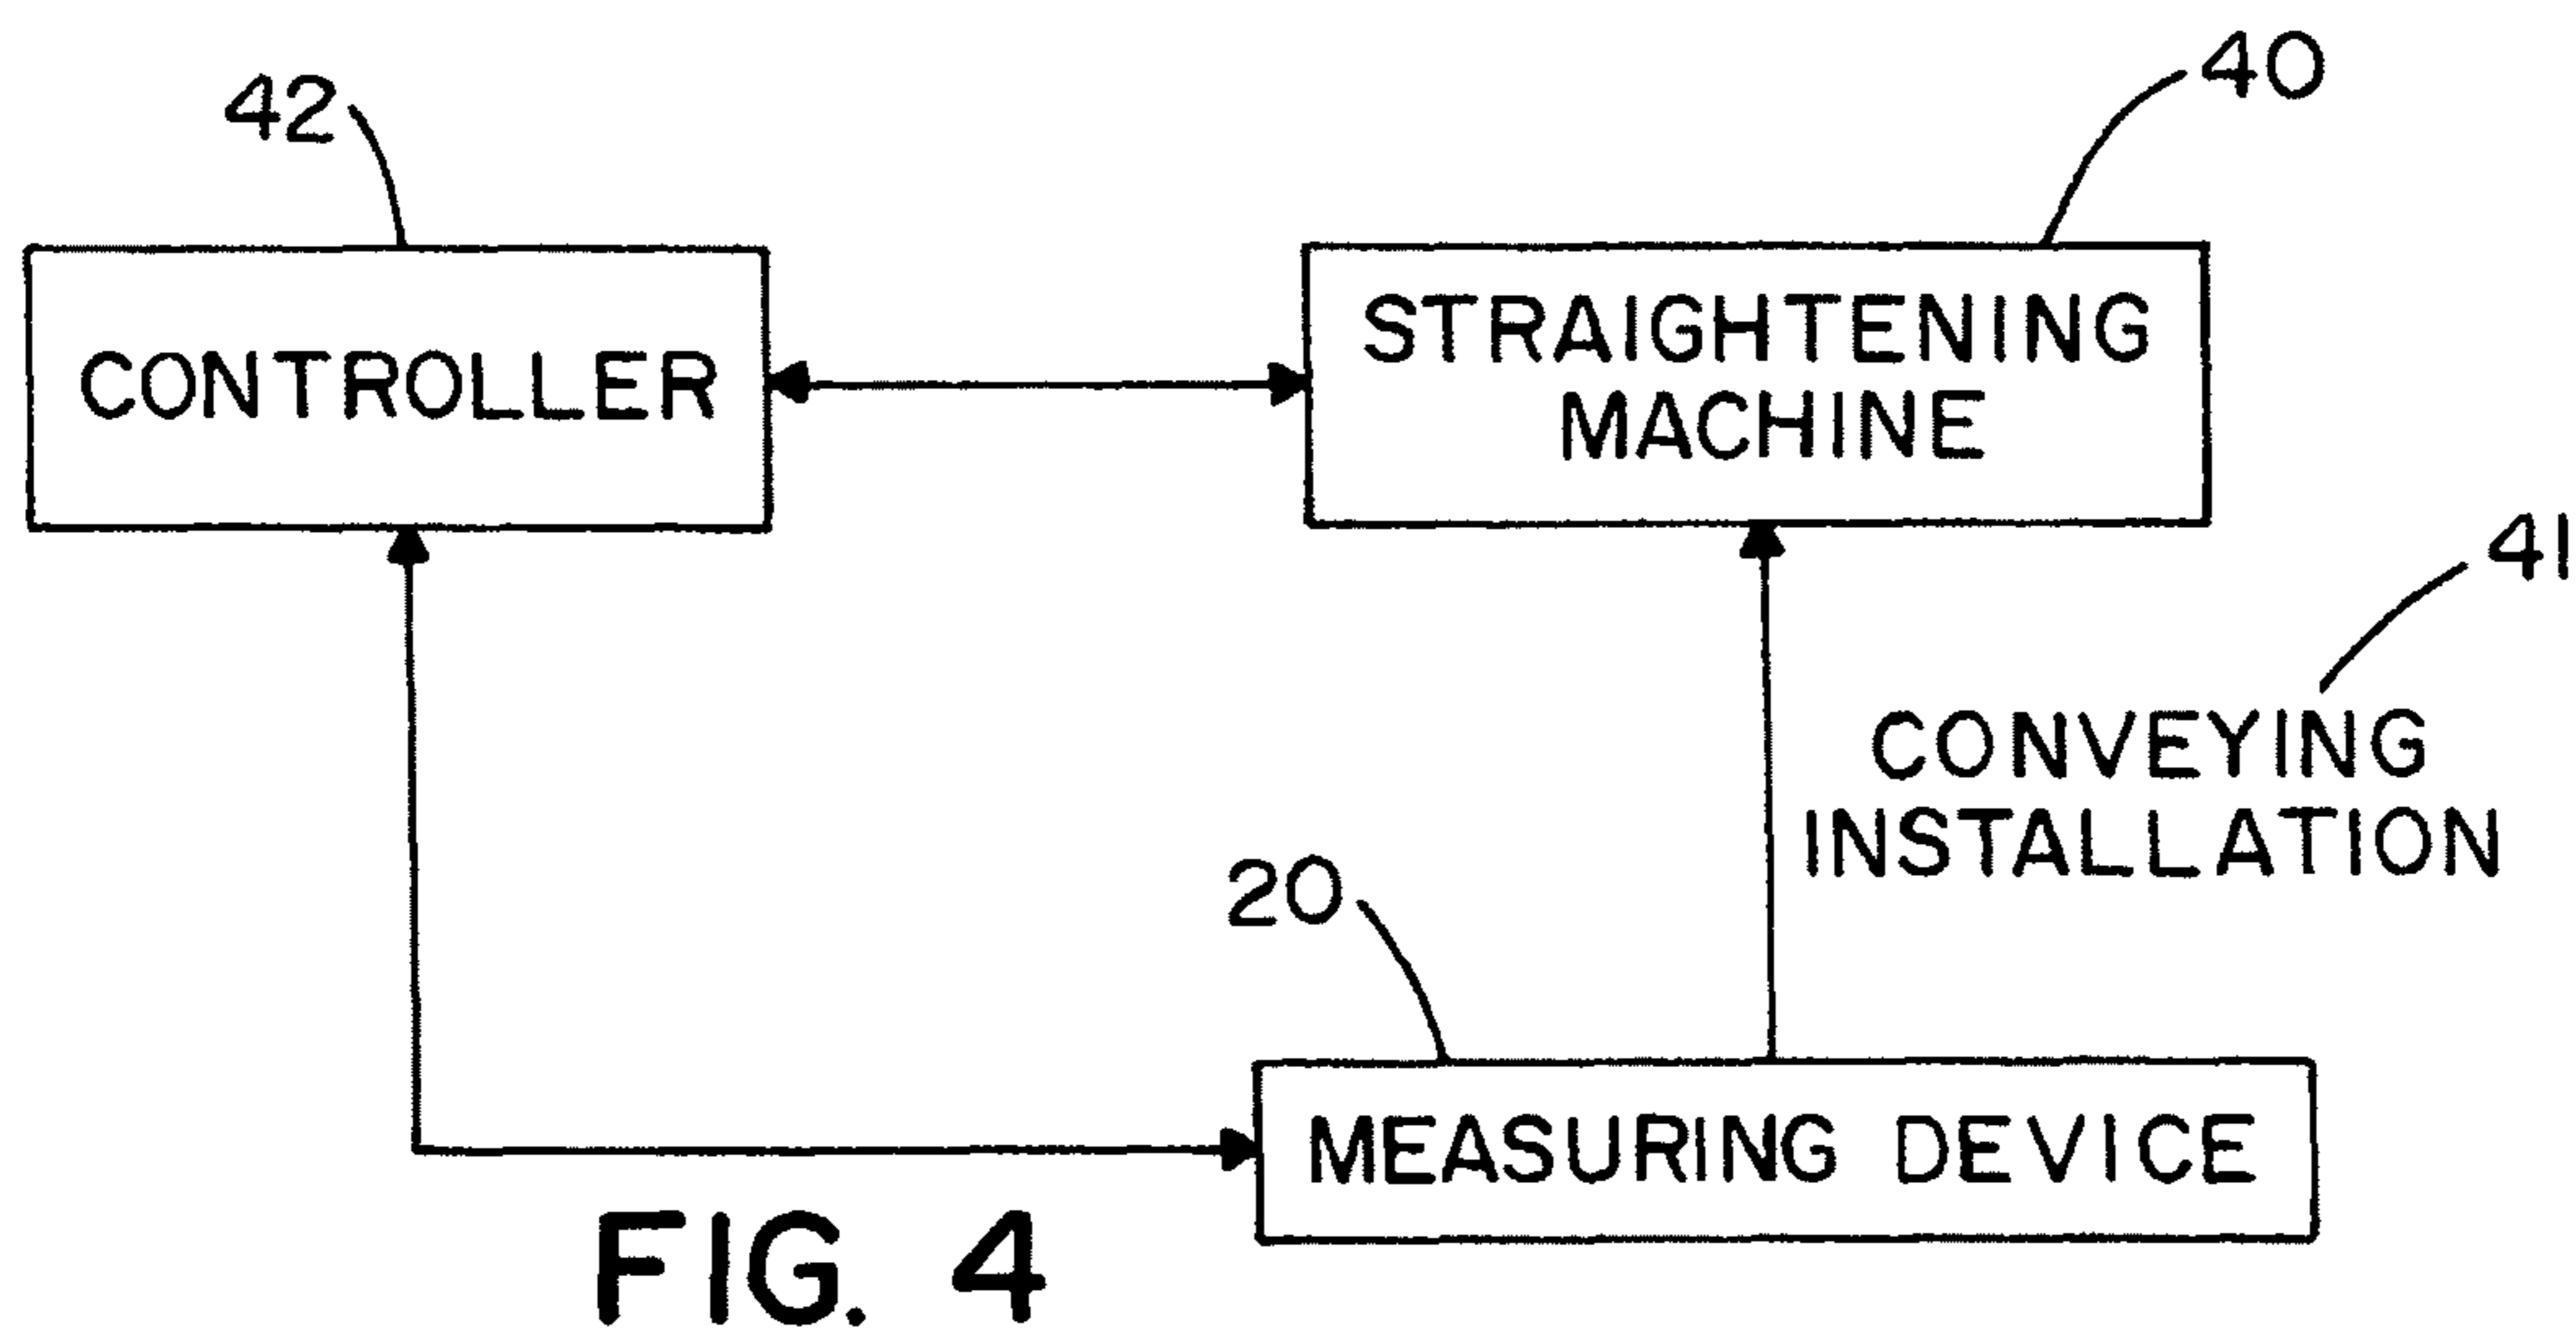 42
40
CONTROLLER
STRAIGHTENING
MACHINE
41
CONVEYING
INSTALLATION
20
MEASURING DEVICE
FIG. 4